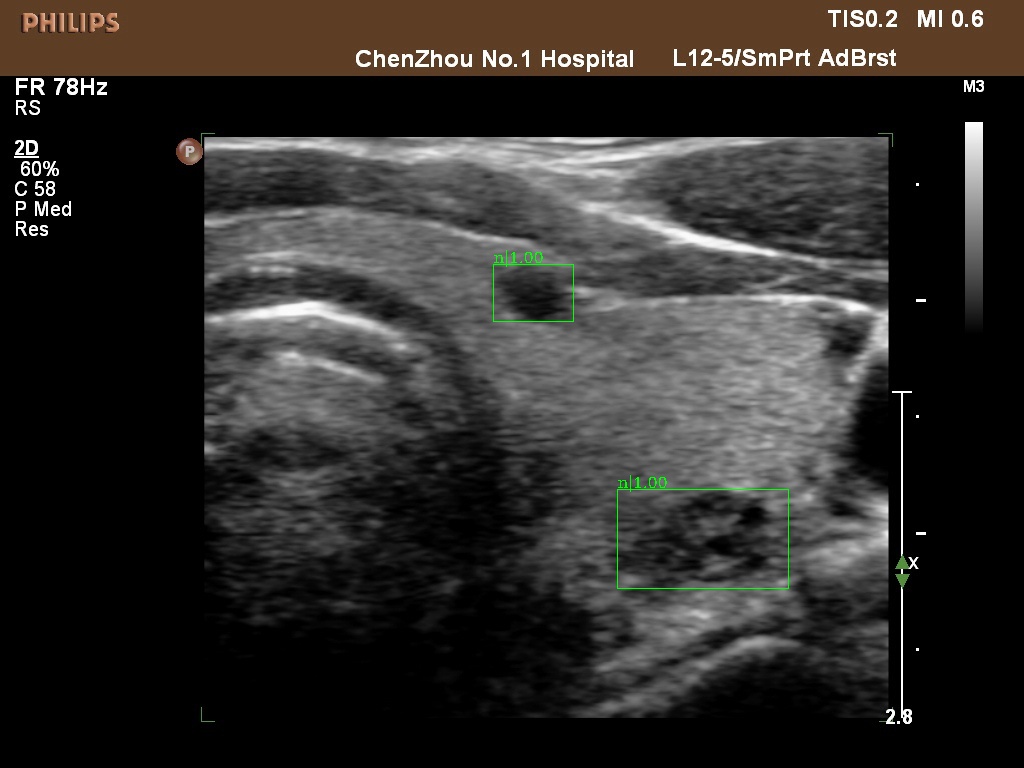 PHILIPS
TIS0.2 MI 0.6
ChenZhou No.1 Hospital L12-5/SmPrt AdBrst
FR 78Hz
RS
M3
2D
60%
C 58
P Med
Res
P
n|1.00
n|1.00
X
2.8